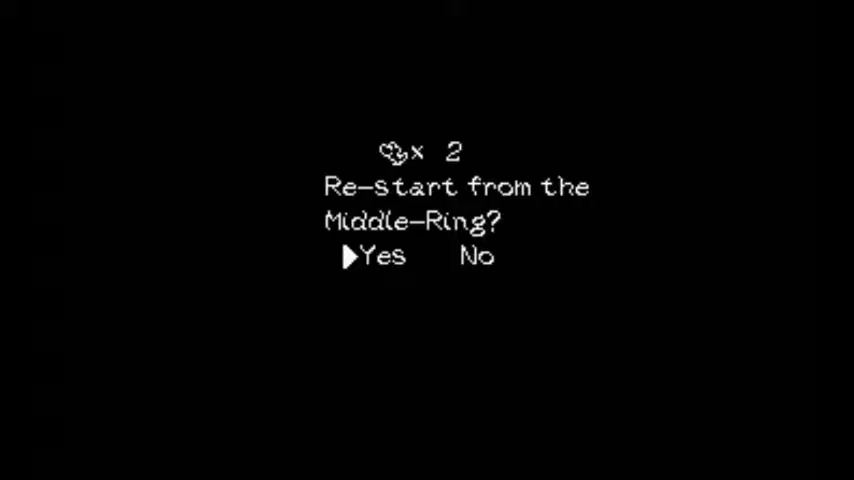 x 2
Re-start from the
Middle-Ring?
Yes No